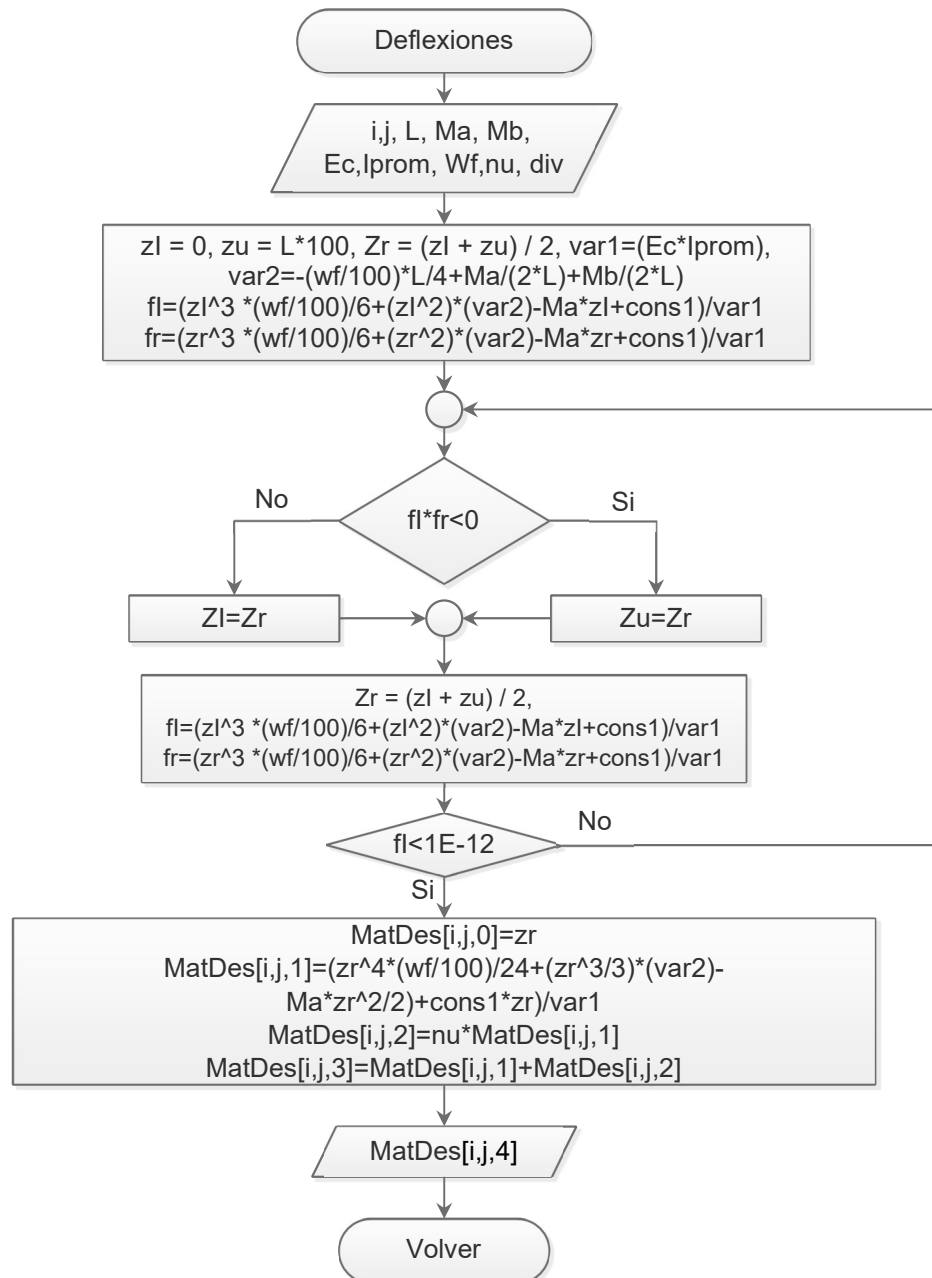 Deflexiones
i,j, L, Ma, Mb,
Ec,Iprom, Wf,nu, div
zl = 0, zu = L*100, Zr = (zl + zu) / 2, var1=(Ec*Iprom),
var2=-(wf/100)*L/4+Ma/(2*L)+Mb/(2*L)
fl=(zl^3 *(wf/100)/6+(zl^2)*(var2)-Ma*zl+cons1)/var1
fr=(zr^3 *(wf/100)/6+(zr^2)*(var2)-Ma*zr+cons1)/var1
No
fl*fr<0
Si
Zl=Zr
Zu=Zr
Zr = (zl + zu) / 2,
fl=(zl^3 *(wf/100)/6+(zl^2)*(var2)-Ma*zl+cons1)/var1
fr=(zr^3 *(wf/100)/6+(zr^2)*(var2)-Ma*zr+cons1)/var1
fl<1E-12
No
Si
MatDes[i,j,0]=zr
MatDes[i,j,1]=(zr^4*(wf/100)/24+(zr^3/3)*(var2)-
Ma*zr^2/2)+cons1*zr)/var1
MatDes[i,j,2]=nu*MatDes[i,j,1]
MatDes[i,j,3]=MatDes[i,j,1]+MatDes[i,j,2]
MatDes[i,j,4]
Volver